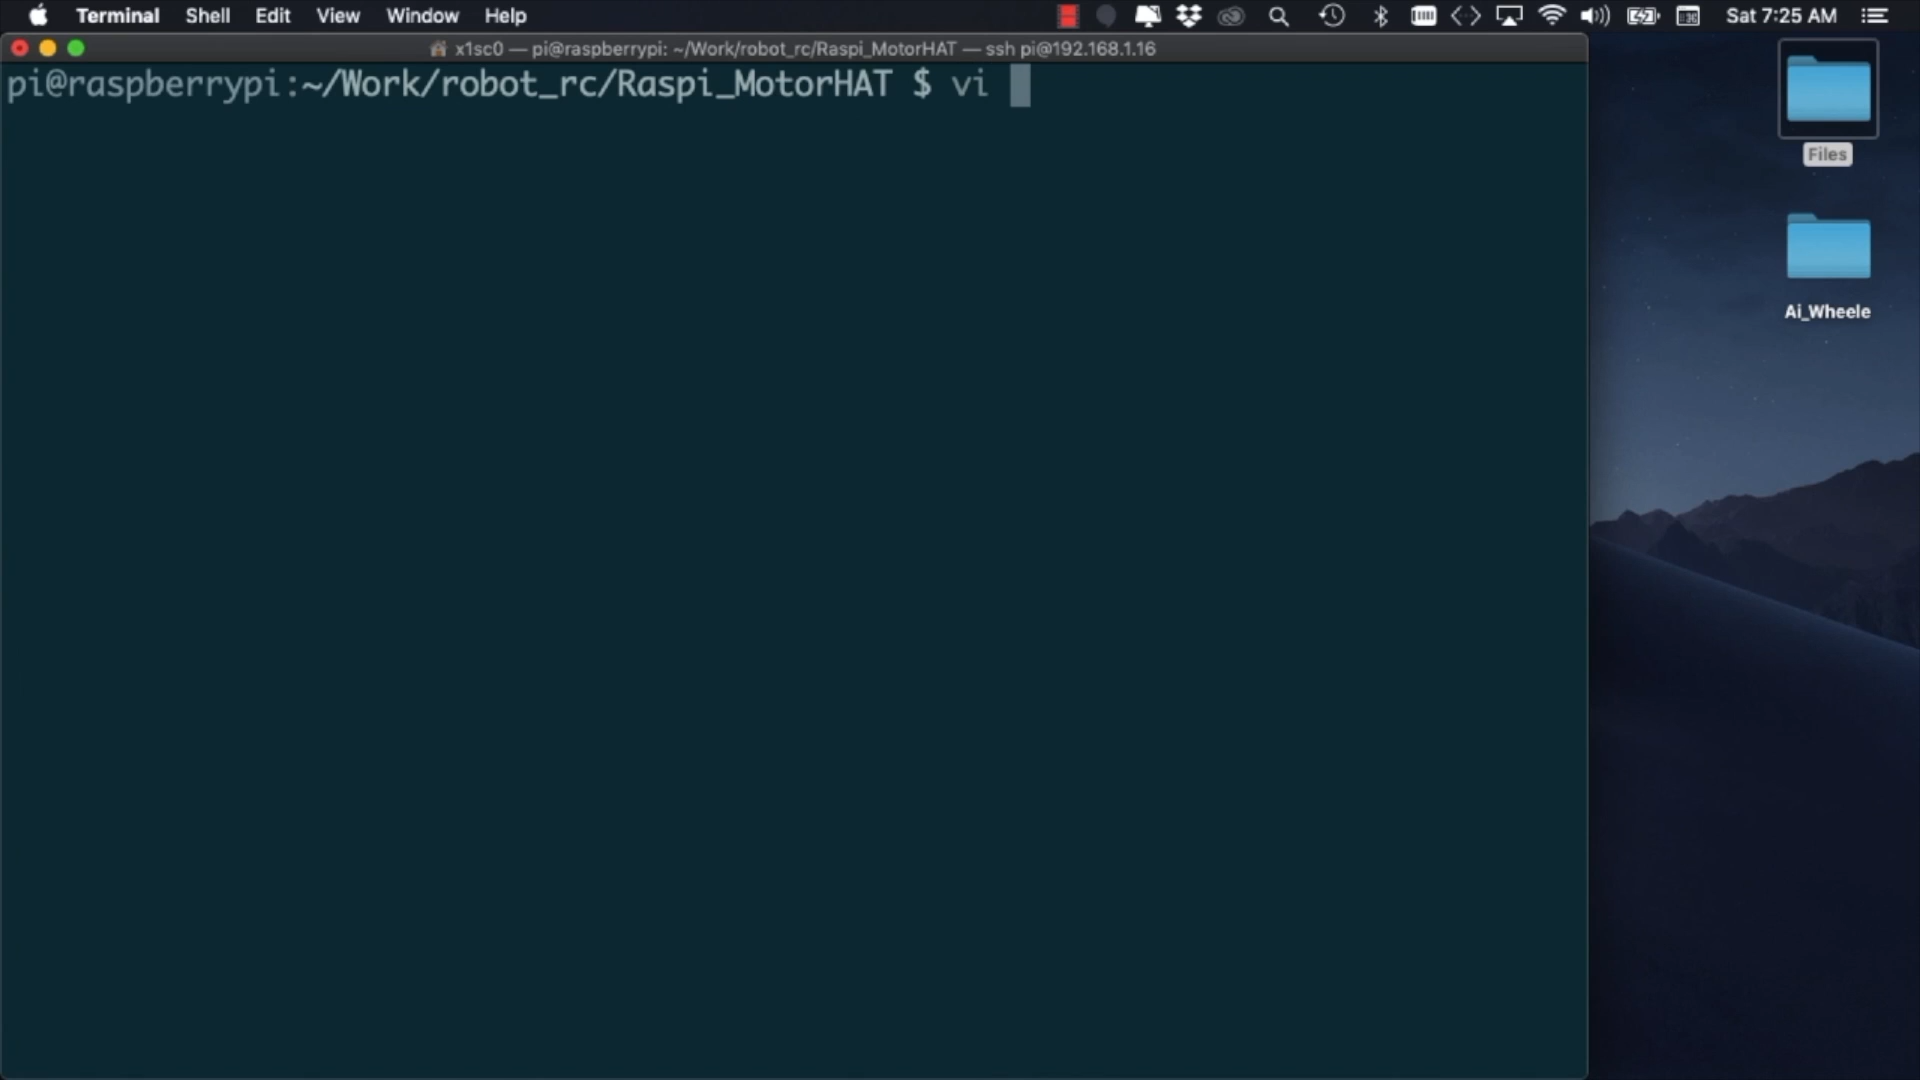 Terminal Shell Edit View Window Help Sat 7:25 AM
x1sc0 — pi@raspberrypi: ~/Work/robot_rc/Raspi_MotorHAT — ssh pi@192.168.1.16
pi@raspberrypi:~/Work/robot_rc/Raspi_MotorHAT $ vi
Files
Ai_Wheele